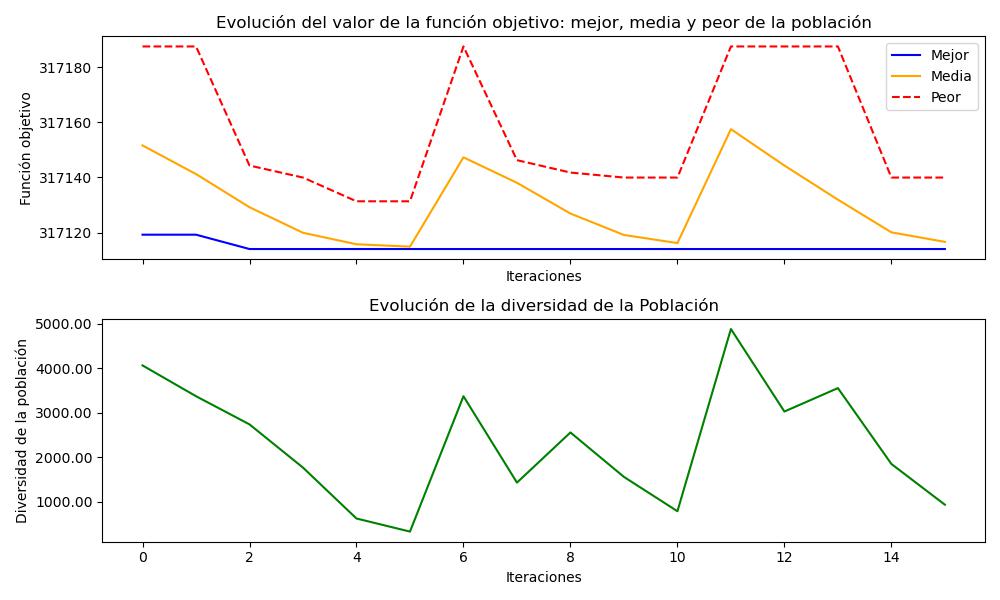 Evolución del valor de la función objetivo: mejor, media y peor de la población
Función objetivo
317180
317160
317140
317120
Mejor
Media
Peor
Iteraciones
Evolución de la diversidad de la Población
Diversidad de la población
5000.00
4000.00
3000.00
2000.00
1000.00
0 2 4 6 8 10 12 14
Iteraciones